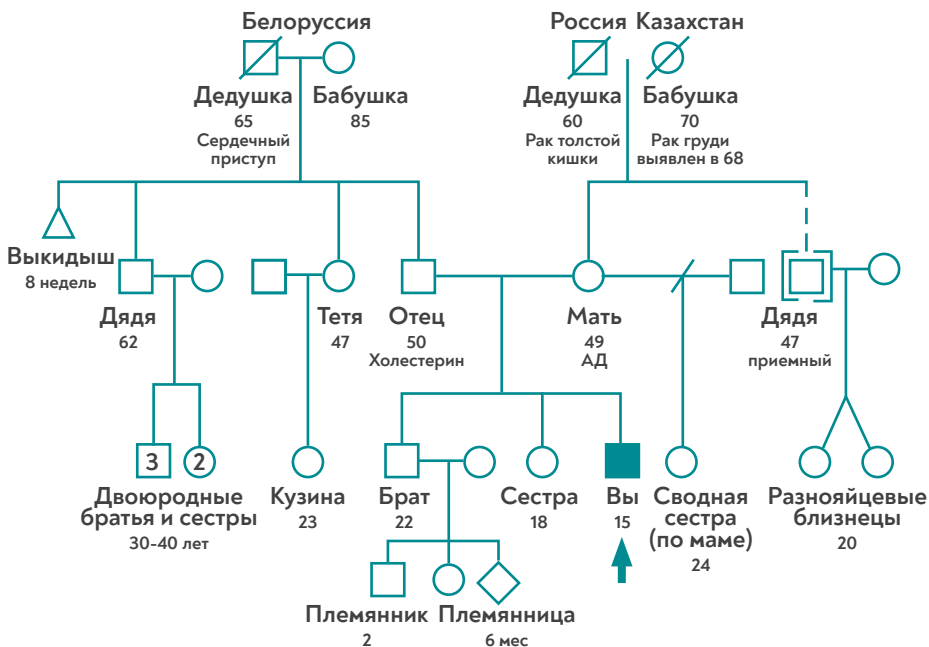 Белоруссия
Россия Казахстан
Дедушка
65
Сердечный
приступ
Бабушка
85
Дедушка
60
Рак толстой
кишки
Бабушка
70
Рак груди
выявлен в 68
Выкидыш
8 недель
Дядя
62
Тетя
47
Отец
50
Холестерин
Мать
49
АД
Дядя
47
приемный
3
2
Двоюродные
братья и сестры
30-40 лет
Кузина
23
Брат
22
Сестра
18
Вы
15
Сводная
сестра
(по маме)
24
Разнояйцевые
близнецы
20
Племянник
2
Племянница
6 мес